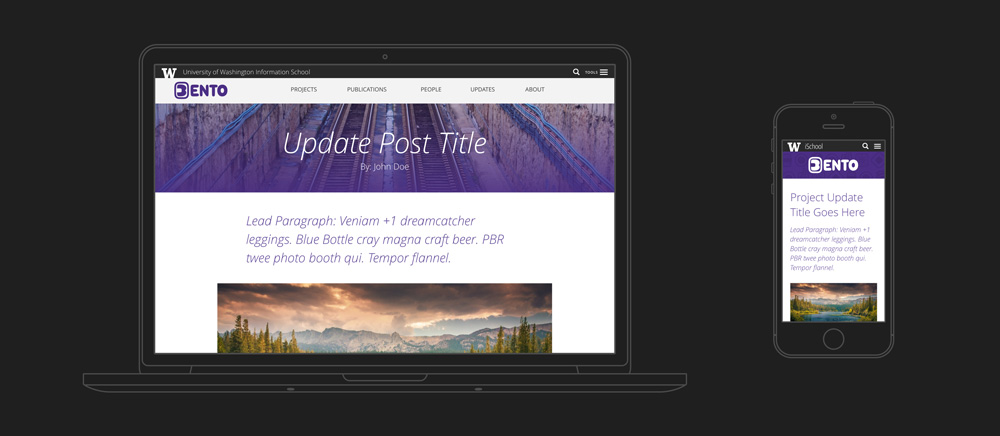 W University of Washington Information School TOOLS
BENTO PROJECTS PUBLICATIONS PEOPLE UPDATES ABOUT
Update Post Title
By: John Doe
Lead Paragraph: Veniam +1 dreamcatcher
leggings. Blue Bottle cray magna craft beer. PBR
twee photo booth qui. Tempor flannel.
W iSchool
BENTO
Project Update
Title Goes Here
Lead Paragraph: Veniam +1
dreamcatcher leggings. Blue
Bottle cray magna craft beer.
PBR twee photo booth qui.
Tempor flannel.